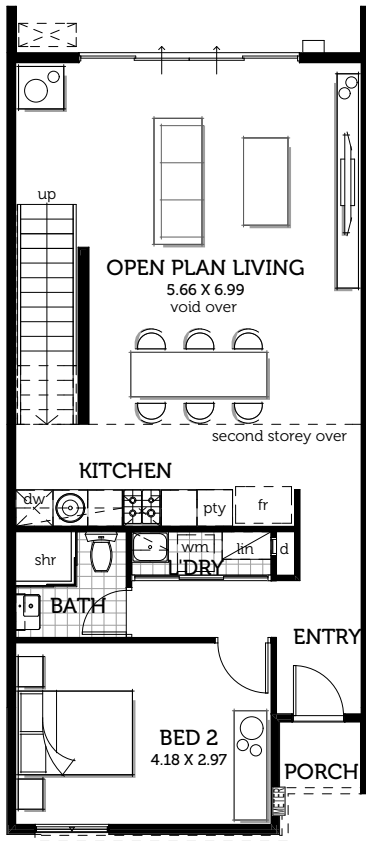 up
OPEN PLAN LIVING
5.66 X 6.99
void over
second storey over
KITCHEN
dw
pty
fr
shr
wm
lin
d
L'DRY
BATH
ENTRY
BED 2
4.18 X 2.97
PORCH
METER